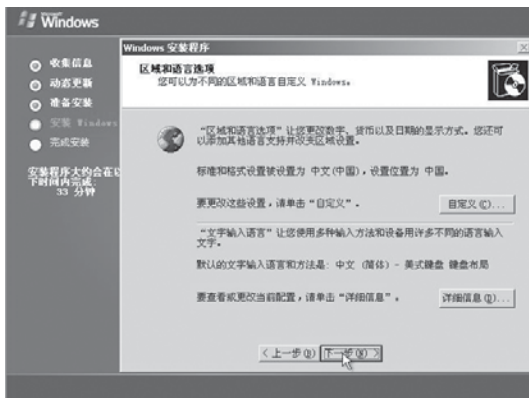 Microsoft
Windows
收集信息
动态更新
准备安装
安装 Windows
完成安装
安装程序大约会在
下时间内完成:
33 分钟
Windows 安装程序
区域和语言选项
您可以为不同的区域和语言自定义 Windows。
“区域和语言选项”让您更改数字、货币以及日期的显示方式。您还可
以添加其他语言支持并改变区域设置。
标准和格式设置被设置为 中文(中国)，设置位置为 中国。
要更改这些设置，请单击“自定义”。
自定义(C)...
“文字输入语言”让您使用多种输入方法和设备用许多不同的语言输入
文字。
默认的文字输入语言和方法是: 中文 (简体) - 美式键盘 键盘布局
要查看或更改当前配置，请单击“详细信息”。
详细信息(D)...
< 上一步(B)
下一步(N) >